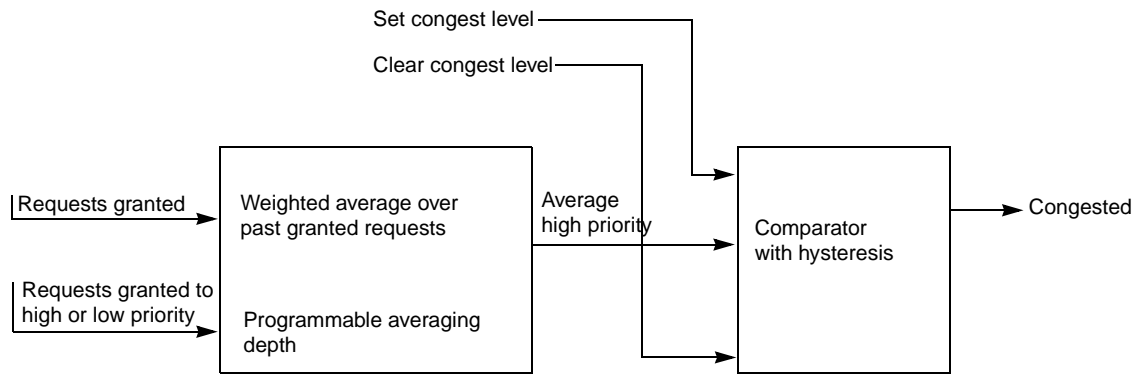 Set congest level
Clear congest level
Requests granted
Weighted average over
past granted requests
Average
high priority
Comparator
with hysteresis
Congested
Requests granted to
high or low priority
Programmable averaging
depth